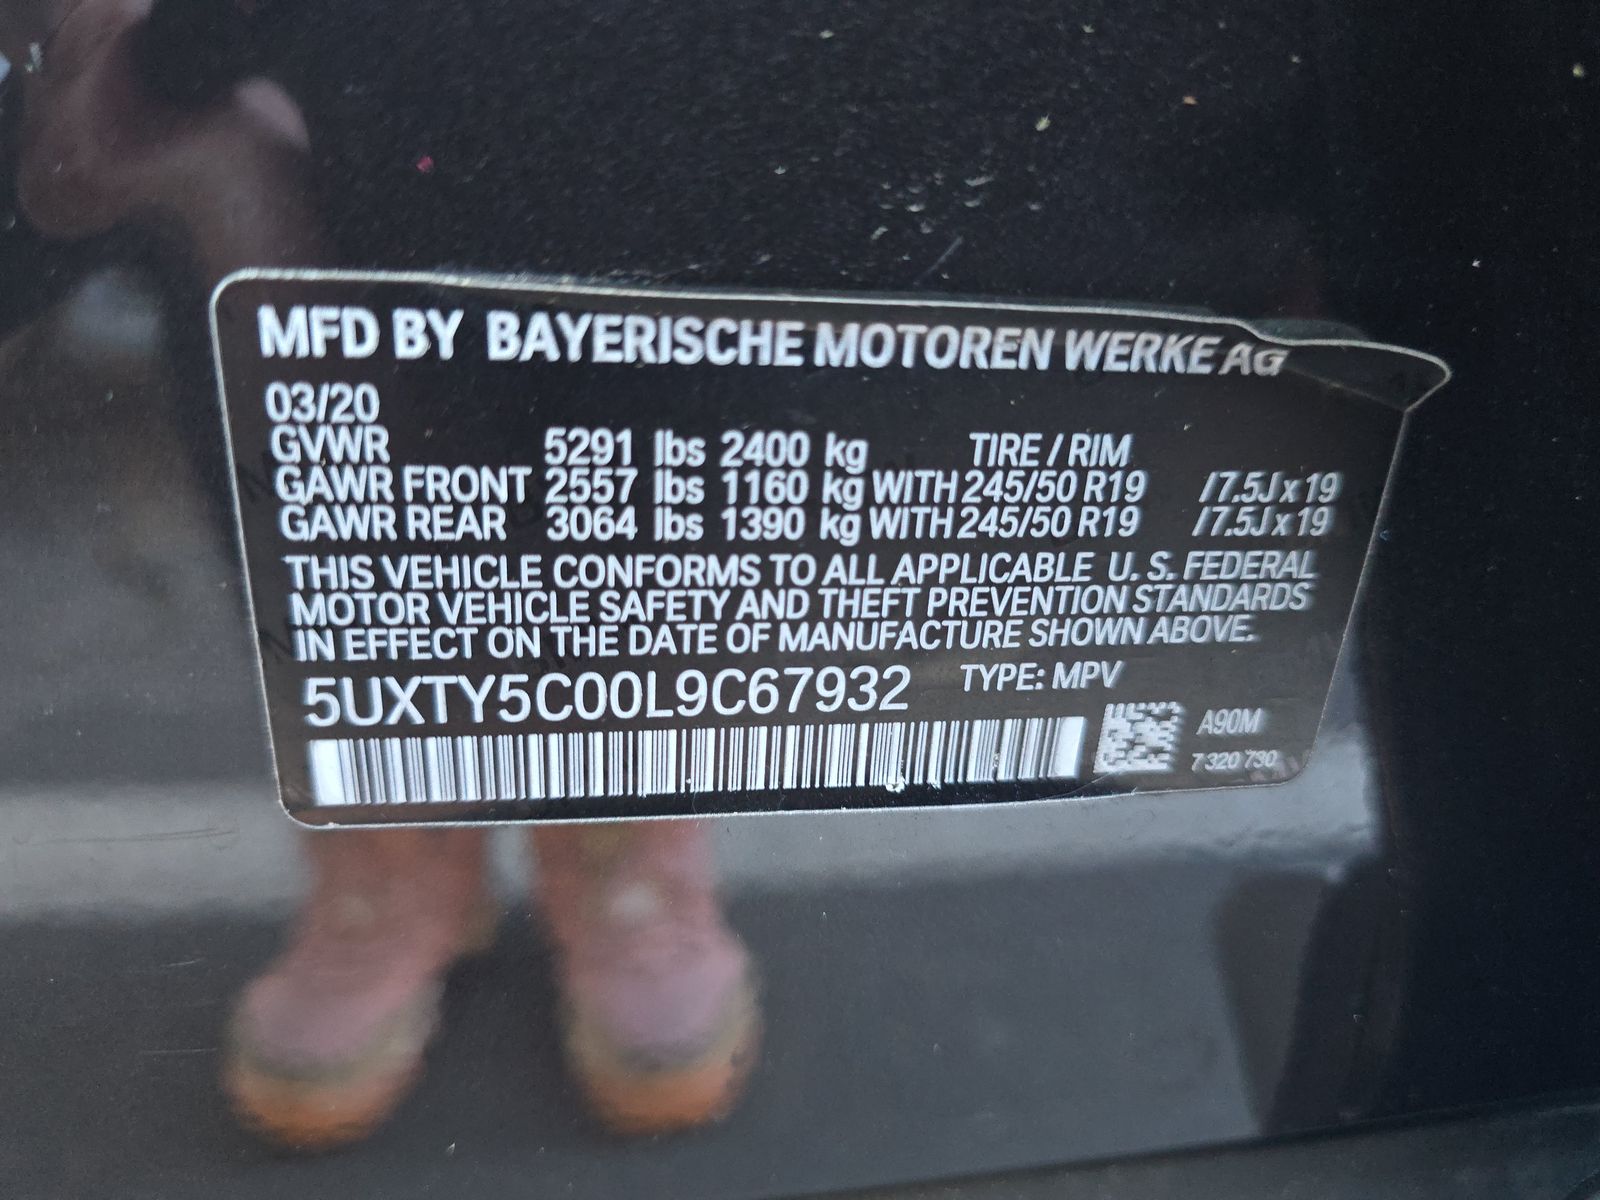 MFD BY BAYERISCHE MOTOREN WERKE AG
03/20
GVWR 5291 lbs 2400 kg TIRE / RIM
GAWR FRONT 2557 lbs 1160 kg WITH 245/50 R19 / 7.5J x 19
GAWR REAR 3064 lbs 1390 kg WITH 245/50 R19 / 7.5J x 19
THIS VEHICLE CONFORMS TO ALL APPLICABLE U. S. FEDERAL
MOTOR VEHICLE SAFETY AND THEFT PREVENTION STANDARDS
IN EFFECT ON THE DATE OF MANUFACTURE SHOWN ABOVE.
5UXTY5C00L9C67932 TYPE: MPV
A90M
7 320 730